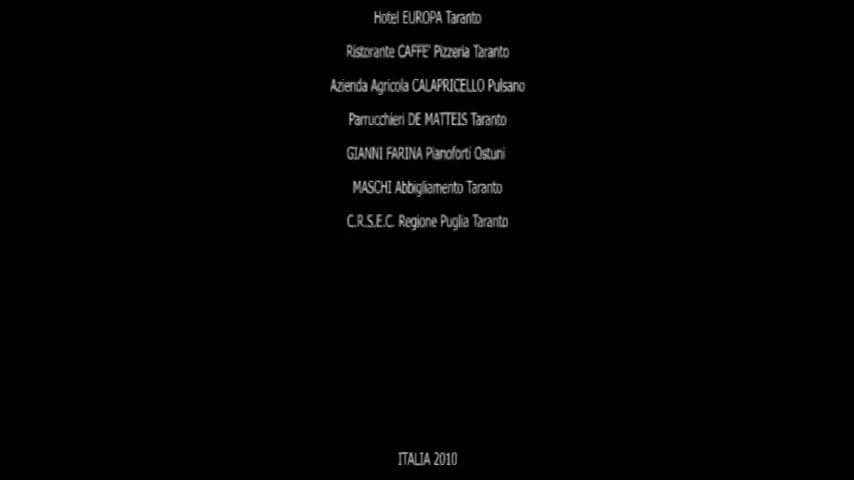 Hotel EUROPA Taranto
Ristorante CAFFE' Pizzeria Taranto
Azienda Agricola CALAPRICELLO Pulsano
Parrucchieri DE MATTEIS Taranto
GIANNI FARINA Pianoforti Ostuni
MASCHI Abbigliamento Taranto
C.R.S.E.C. Regione Puglia Taranto
ITALIA 2010